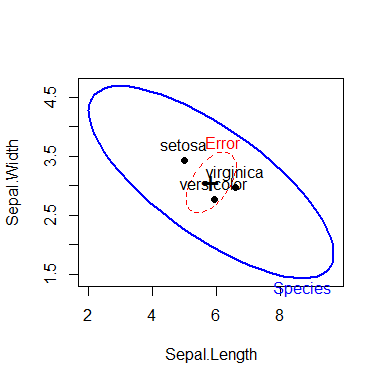 4.5
3.5
2.5
1.5
Sepal.Width
setosa
Error
virginica
versicolor
Species
2
4
6
8
Sepal.Length